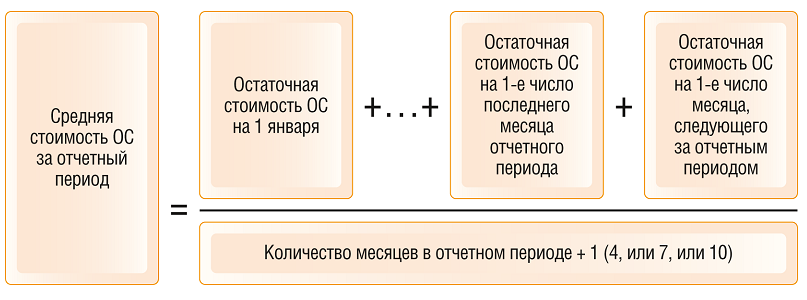 Средняя
стоимость ОС
за отчетный
период
=
Остаточная
стоимость ОС
на 1 января
+...+
Остаточная
стоимость ОС
на 1-е число
последнего
месяца
отчетного
периода
+
Остаточная
стоимость ОС
на 1-е число
месяца,
следующего
за отчетным
периодом
Количество месяцев в отчетном периоде + 1 (4, или 7, или 10)